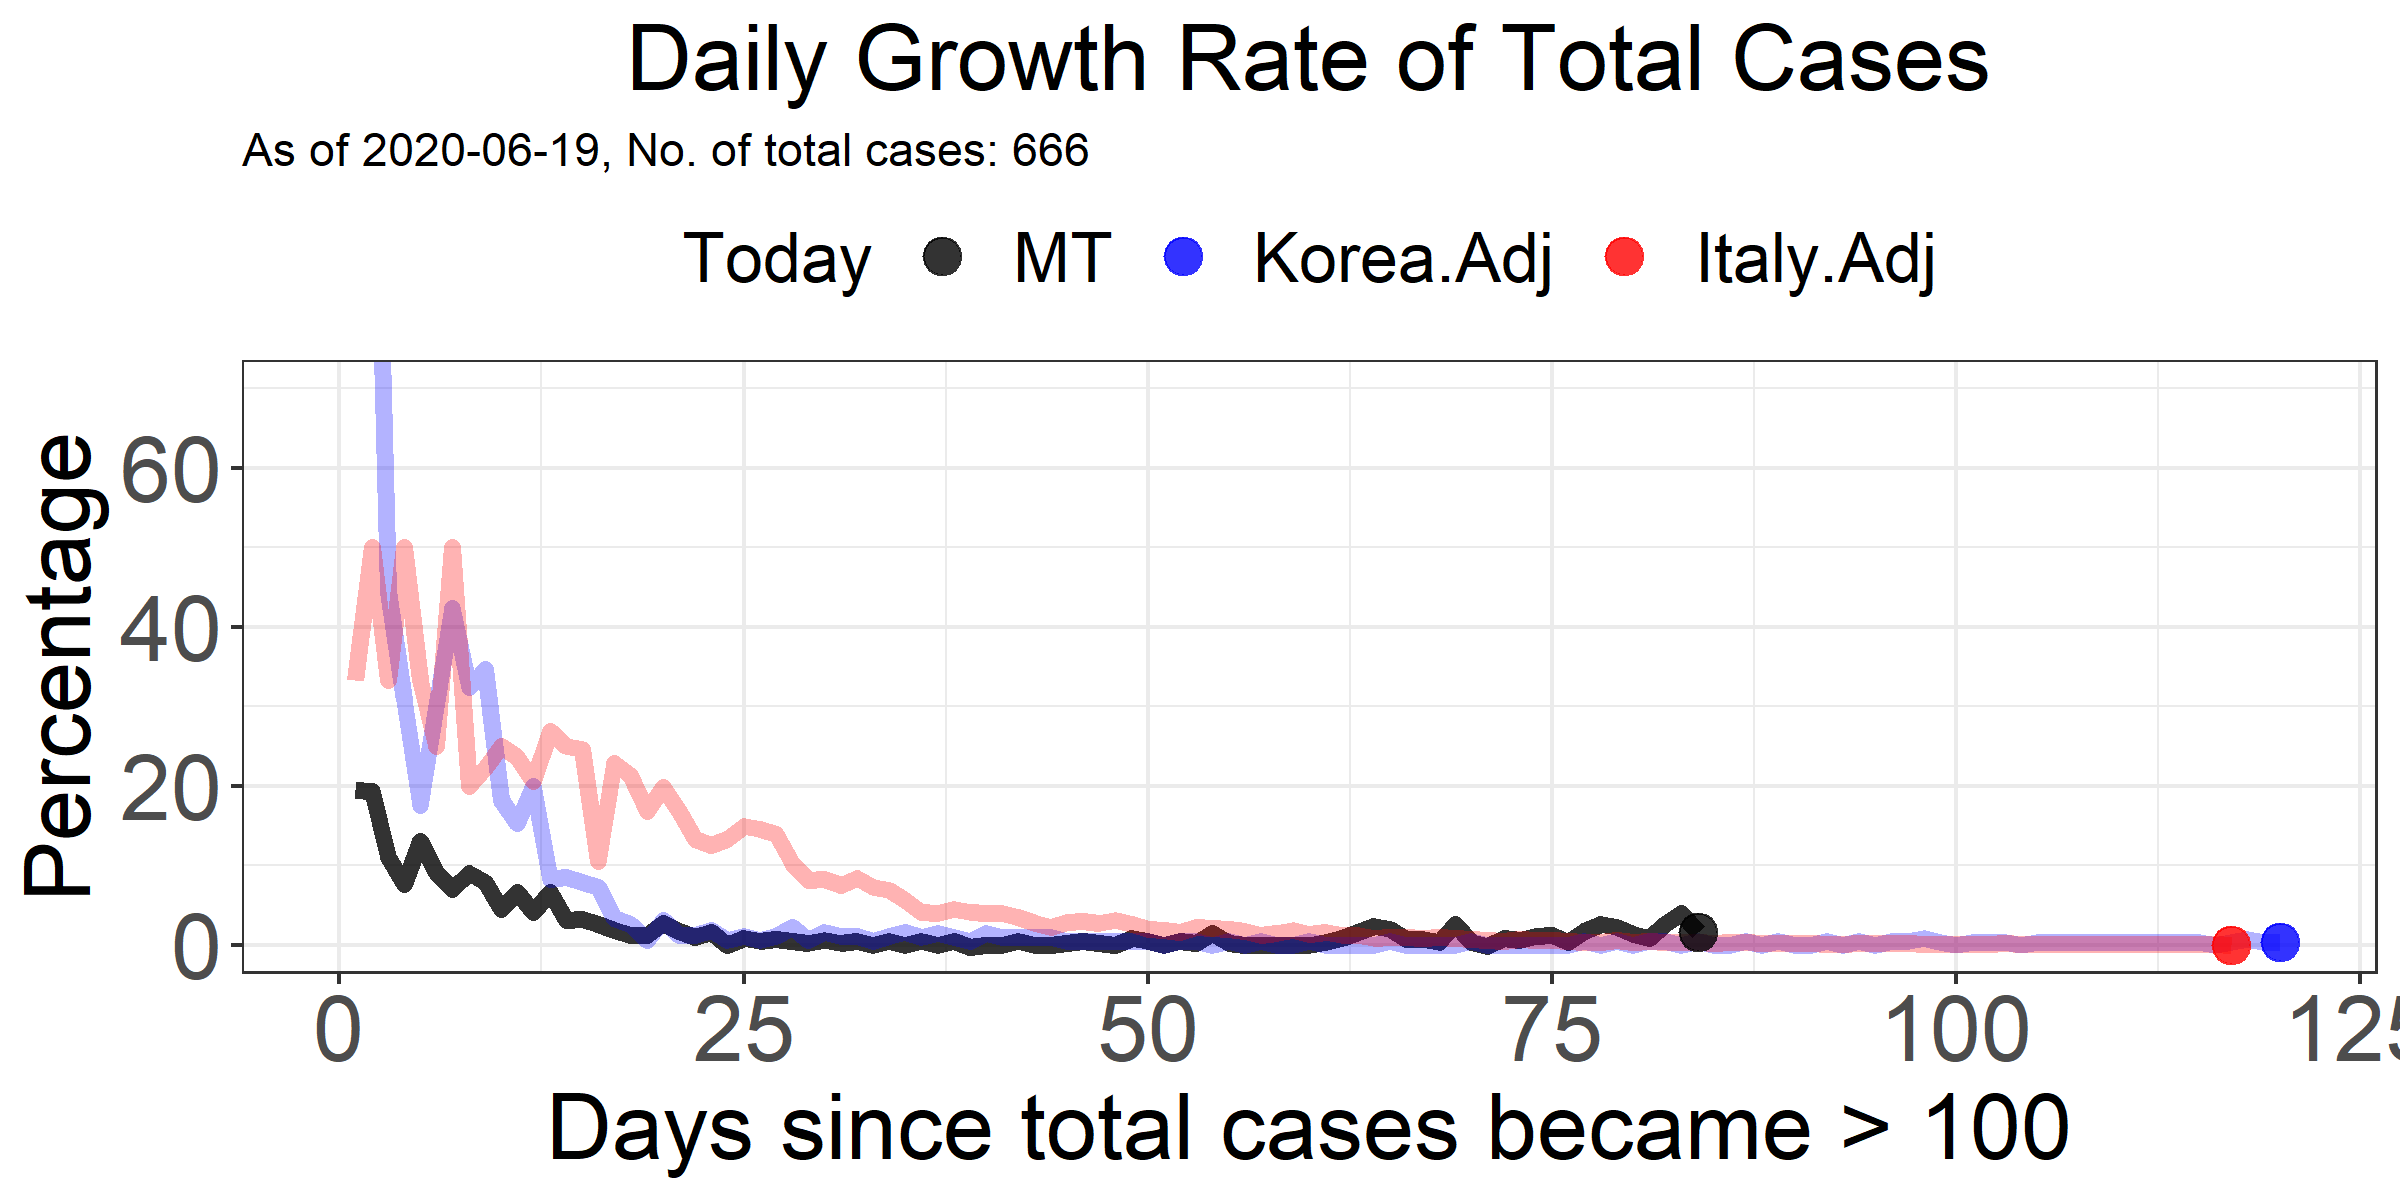 Daily Growth Rate of Total Cases
As of 2020-06-19, No. of total cases: 666
Today MT Korea.Adj Italy.Adj
Percentage
60
40
20
0
0 25 50 75 100 125
Days since total cases became > 100